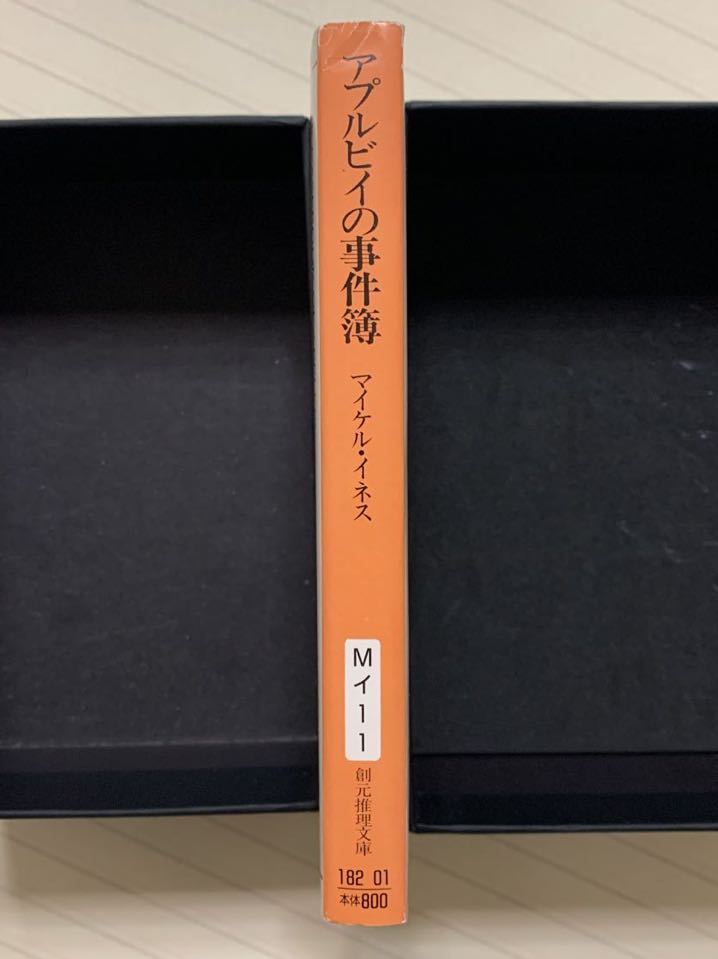 アプルビイの事件簿
マイケル・イネス
Mイ11
創元推理文庫
182 01
本体800